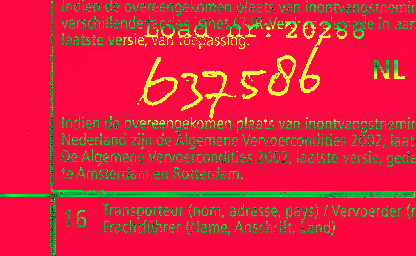 Indien de overeengekomen plaats van inontvangstnemin
verschillende
laatste versie, van toepassing.
Load nr: 20288
637586
NL
Indien de overeengekomen plaats van inontvangstnemin
Nederland zijn de Algemene Vervoercondities 2002, laat
De Algemene Vervoercondities 2002, laatste versie, gede
te Amsterdam en Rotterdam.
16 Transporteur (nom, adresse, pays) / Vervoerder (n
Frachtführer (Name, Anschrift, Land)